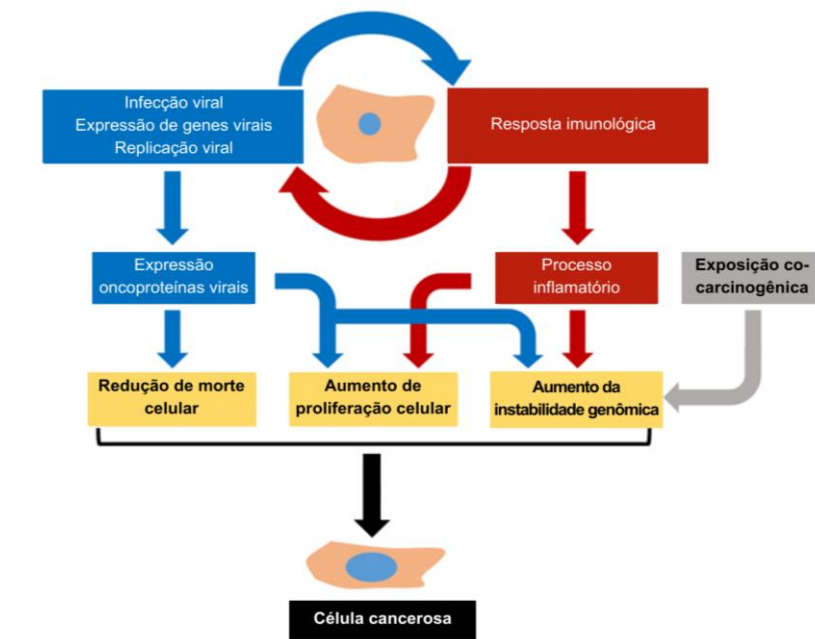 Infecção viral
Expressão de genes virais
Replicação viral
Resposta imunológica
Expressão
oncoproteínas virais
Processo
inflamatório
Exposição co-
carcinogênica
Redução de morte
celular
Aumento de
proliferação celular
Aumento da
instabilidade genômica
Célula cancerosa